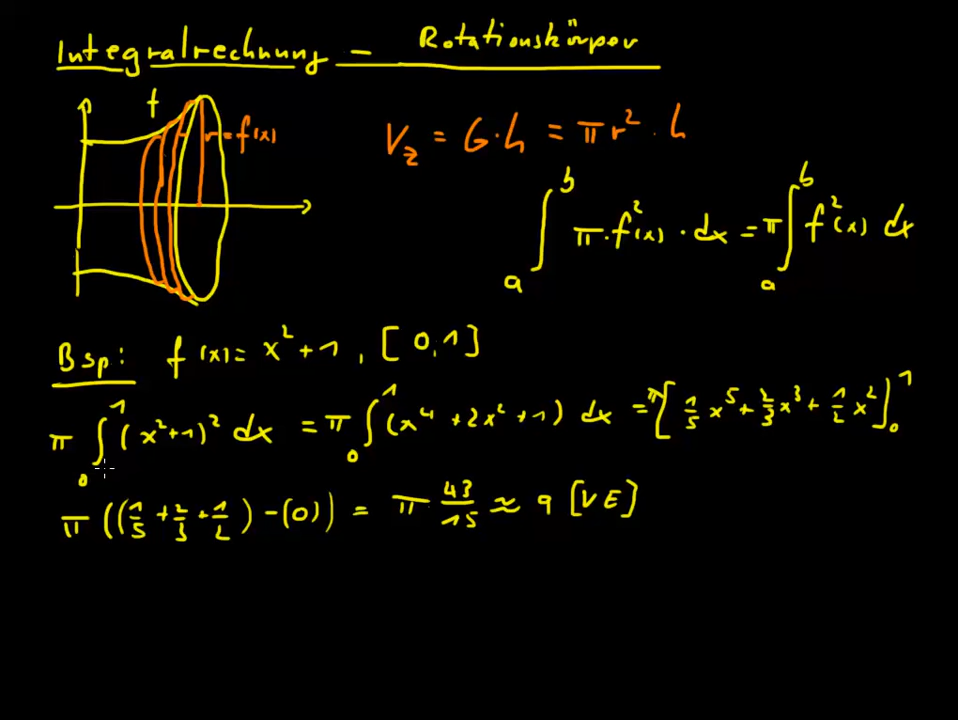 Integralrechnung – Rotationskörper
f
r = f(x)
V_Z = G · h = π r² · h
∫_a^b π · f²(x) · dx = π ∫_a^b f²(x) dx
Bsp: f(x) = x² + 1 , [0,1]
π ∫_0^1 (x²+1)² dx = π ∫_0^1 (x⁴ + 2x² + 1) dx = π [1/5 x⁵ + 2/3 x³ + 1/2 x²]_0^1
π ((1/5 + 2/3 + 1/2) - (0)) = π 43/15 ≈ 9 [VE]